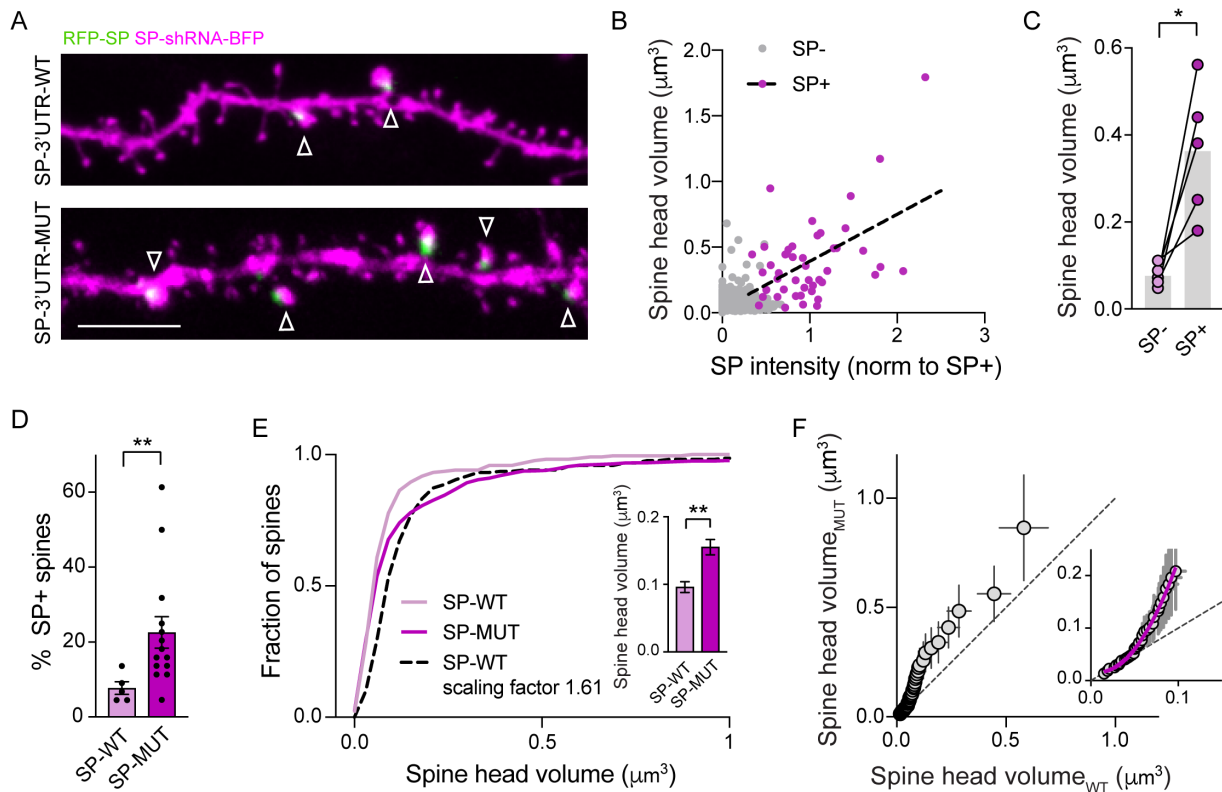 A
RFP-SP SP-shRNA-BFP
SP-3'UTR-WT
SP-3'UTR-MUT
B
Spine head volume (μm³)
2.0
1.5
1.0
0.5
0.0
SP-
SP+
0
1
2
3
SP intensity (norm to SP+)
C
*
Spine head volume (μm³)
0.6
0.4
0.2
0.0
SP-
SP+
D
**
% SP+ spines
60
40
20
0
SP-WT
SP-MUT
E
Fraction of spines
1.0
0.5
0.0
0.0
0.5
1
Spine head volume (μm³)
SP-WT
SP-MUT
SP-WT
scaling factor 1.61
Spine head volume (μm³)
0.2
0.1
0.0
**
SP-WT
SP-MUT
F
Spine head volume_MUT (μm³)
1.0
0.5
0.0
0.0
0.5
1.0
Spine head volume_WT (μm³)
0.2
0.1
0.0
0.0
0.1